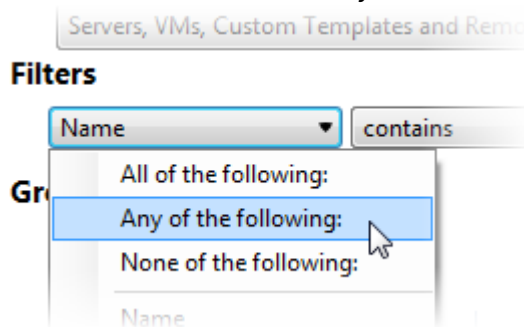 Servers, VMs, Custom Templates and Remo
Filters
Name contains
All of the following:
Gr
Any of the following:
None of the following:
Name